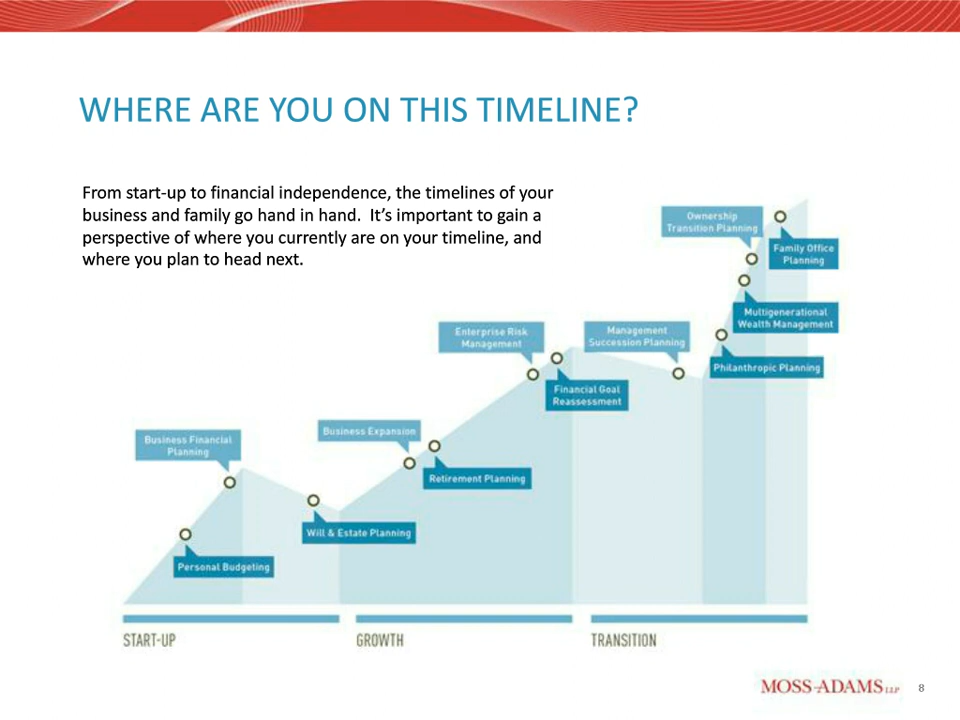 WHERE ARE YOU ON THIS TIMELINE?
From start-up to financial independence, the timelines of your
business and family go hand in hand.  It’s important to gain a
perspective of where you currently are on your timeline, and
where you plan to head next.
Ownership
Transition Planning
Family Office
Planning
Multigenerational
Wealth Management
Enterprise Risk
Management
Management
Succession Planning
Philanthropic Planning
Financial Goal
Reassessment
Business Financial
Planning
Business Expansion
Retirement Planning
Will & Estate Planning
Personal Budgeting
START-UP
GROWTH
TRANSITION
MOSS-ADAMS LLP
8